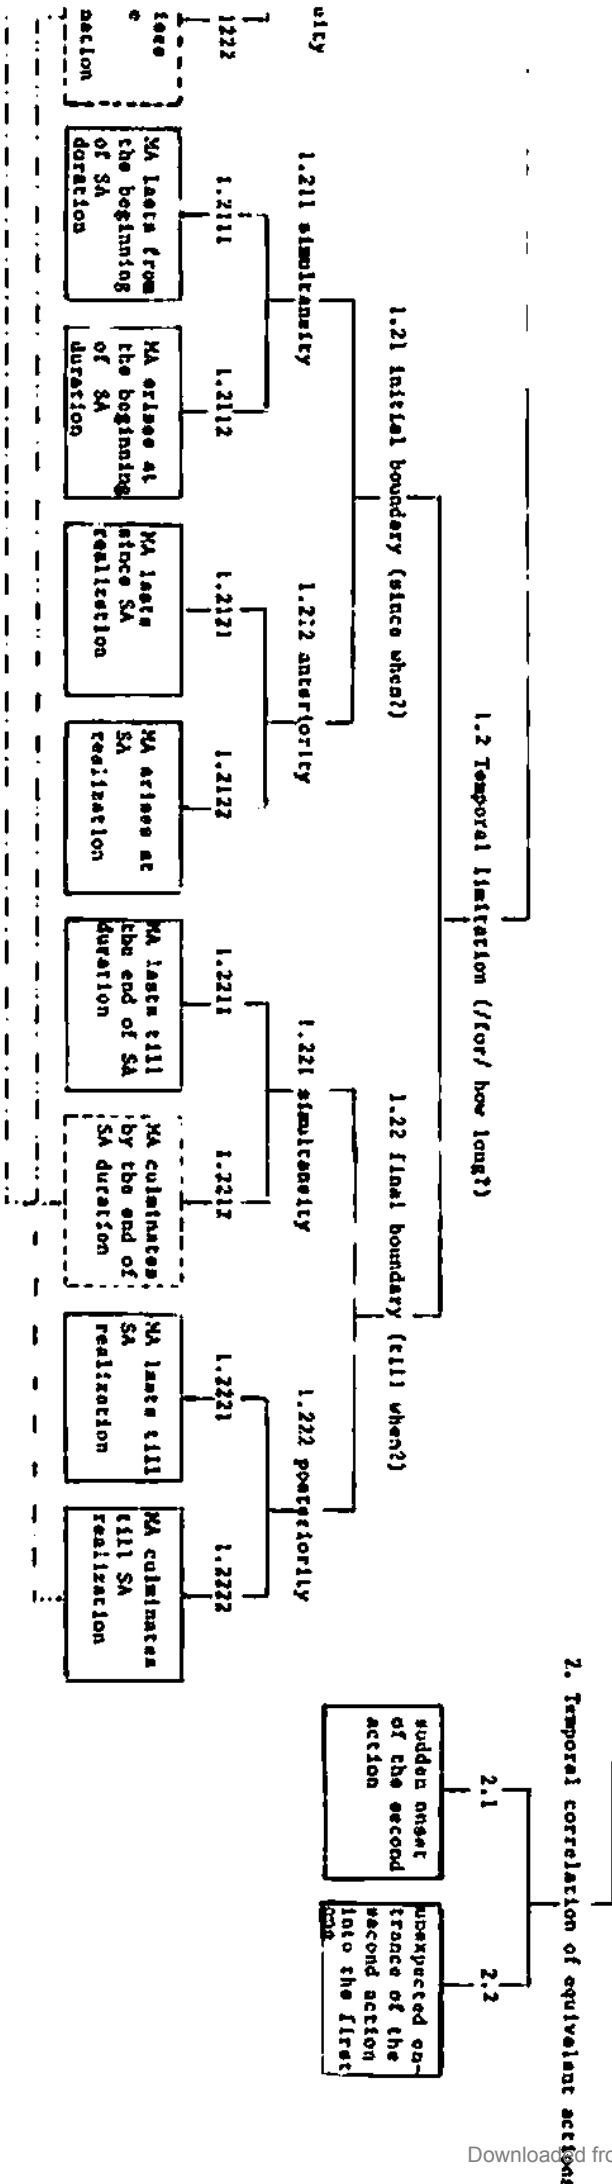 2. Temporal correlation of equivalent actions
1.2 Temporal limitation (/for/ how long?)
1.21 initial boundary (since when?)
1.22 final boundary (till when?)
uity
1.211 simultaneity
1.212 anteriority
1.221 simultaneity
1.222 posteriority
1222
1.2111
1.2112
1.2121
1.2122
1.2211
1.2212
1.2221
1.2222
2.1
2.2
e
nation
MA lasts from
the beginning
of SA
duration
MA arises at
the beginning
of SA
duration
MA lasts
since SA
realization
MA arises at
SA
realization
MA lasts till
the end of SA
duration
MA culminates
by the end of
SA duration
MA lasts till
SA
realization
MA culminates
till SA
realization
sudden onset
of the second
action
unexpected en-
trance of the
second action
into the first
one
Downloaded fro